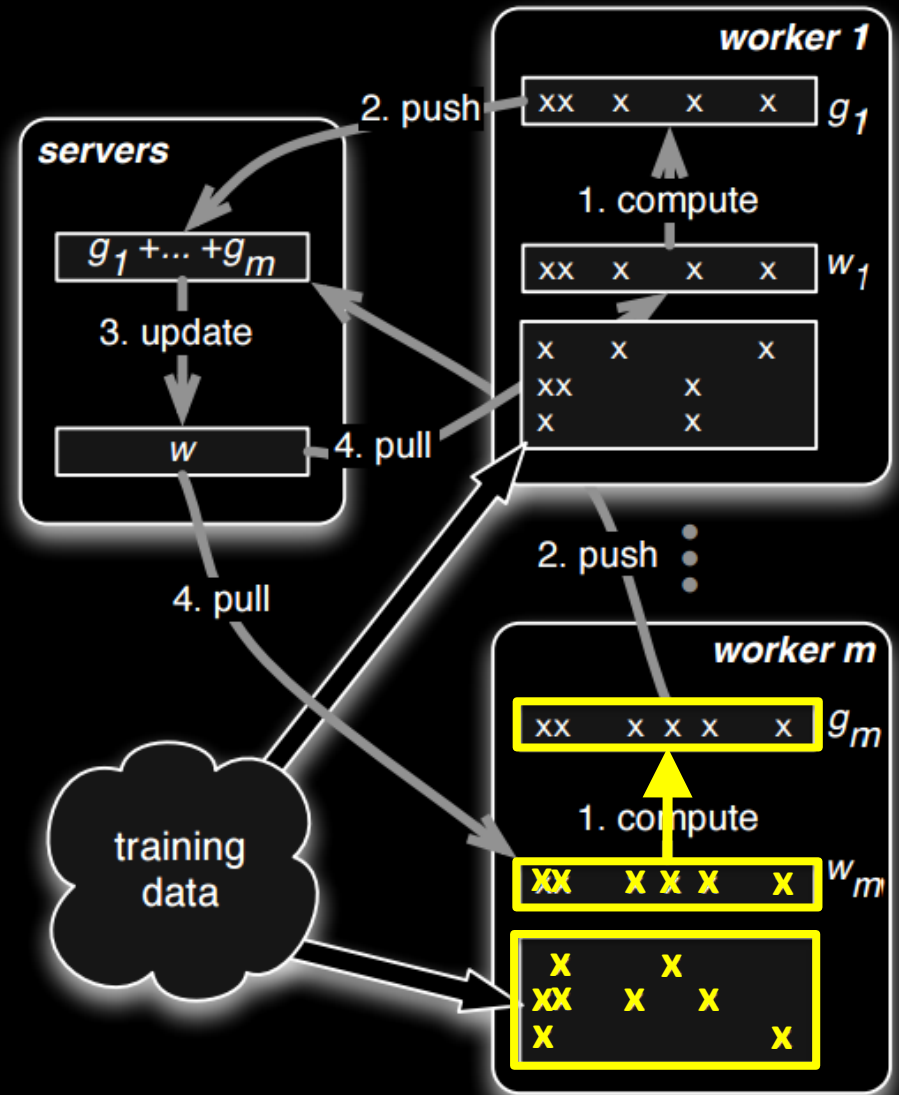 servers
g1 +... +gm
3. update
w
2. push
4. pull
4. pull
worker 1
xx x x x g1
1. compute
xx x x x w1
x x x
xx x
x x
2. push
worker m
xx x x x x gm
1. compute
xx x x x x wm
x x
xx x x
x x
training
data